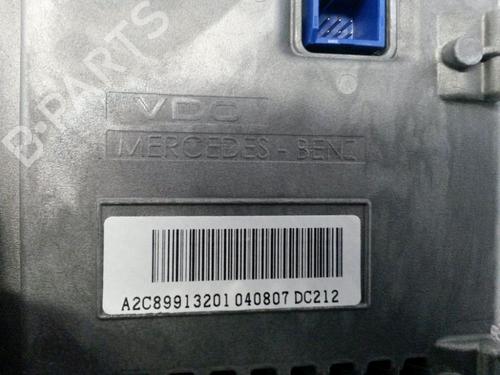 B-PARTS
VDO
MERCEDES-BENZ
A2C89913201 040807 DC212